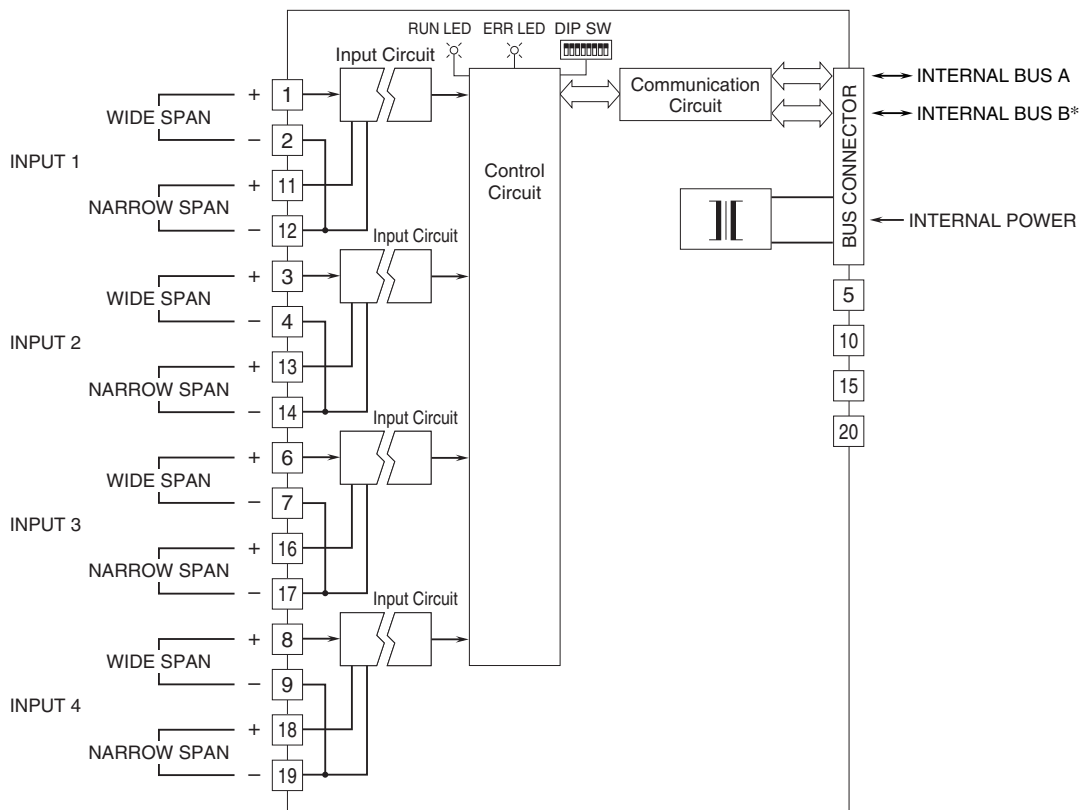 RUN LED ERR LED DIP SW
Input Circuit
INPUT 1
WIDE SPAN
+ 1
− 2
NARROW SPAN
+ 11
− 12
Input Circuit
INPUT 2
WIDE SPAN
+ 3
− 4
NARROW SPAN
+ 13
− 14
Input Circuit
INPUT 3
WIDE SPAN
+ 6
− 7
NARROW SPAN
+ 16
− 17
Input Circuit
INPUT 4
WIDE SPAN
+ 8
− 9
NARROW SPAN
+ 18
− 19
Control
Circuit
Communication
Circuit
BUS CONNECTOR
INTERNAL BUS A
INTERNAL BUS B*
INTERNAL POWER
5
10
15
20